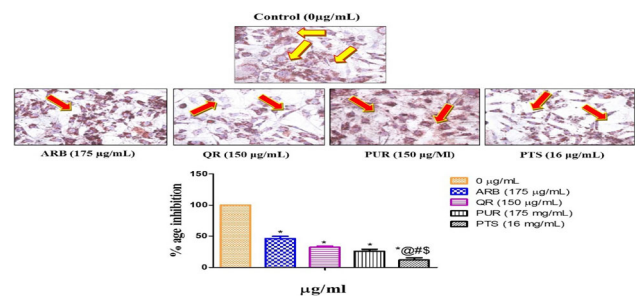 Control (0µg/mL)
ARB (175 µg/mL)
QR (150 µg/mL)
PUR (150 µg/Ml)
PTS (16 µg/mL)
150
100
50
0
% age inhibition
*
*
*
*@#$
µg/ml
0 µg/mL
ARB (175 µg/mL)
QR (150 µg/mL)
PUR (175 mg/mL)
PTS (16 mg/mL)